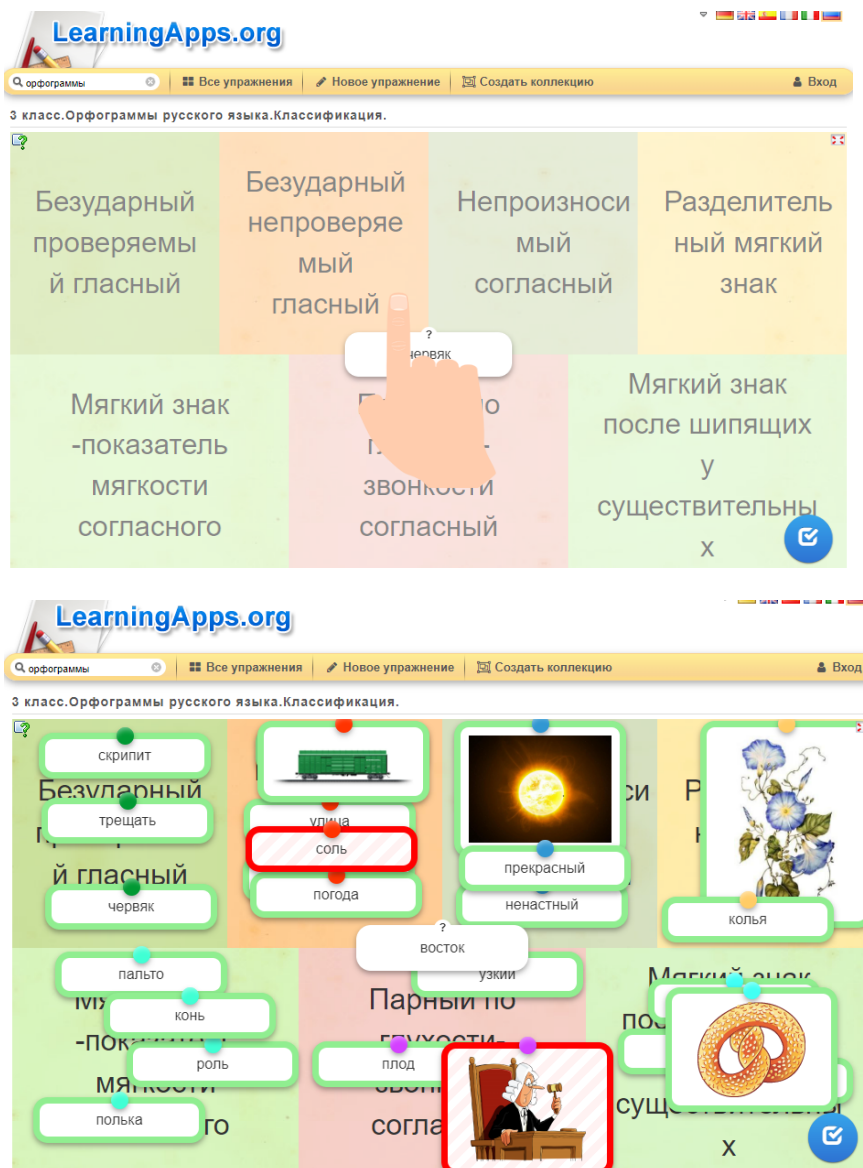 LearningApps.org
орфограммы
Все упражнения
Новое упражнение
Создать коллекцию
Вход
3 класс.Орфограммы русского языка.Классификация.
Безударный
проверяемы
й гласный
Безударный
непроверяе
мый
гласный
Непроизноси
мый
согласный
Разделитель
ный мягкий
знак
?
червяк
Мягкий знак
-показатель
мягкости
согласного
звонкости
согласный
Мягкий знак
после шипящих
у
существительны
х
LearningApps.org
орфограммы
Все упражнения
Новое упражнение
Создать коллекцию
Вход
3 класс.Орфограммы русского языка.Классификация.
скрипит
Безударный
трещать
й гласный
червяк
улица
соль
погода
прекрасный
ненастный
колья
?
восток
пальто
конь
роль
полька
узкий
Парный по
плод
Мягкий знак
х